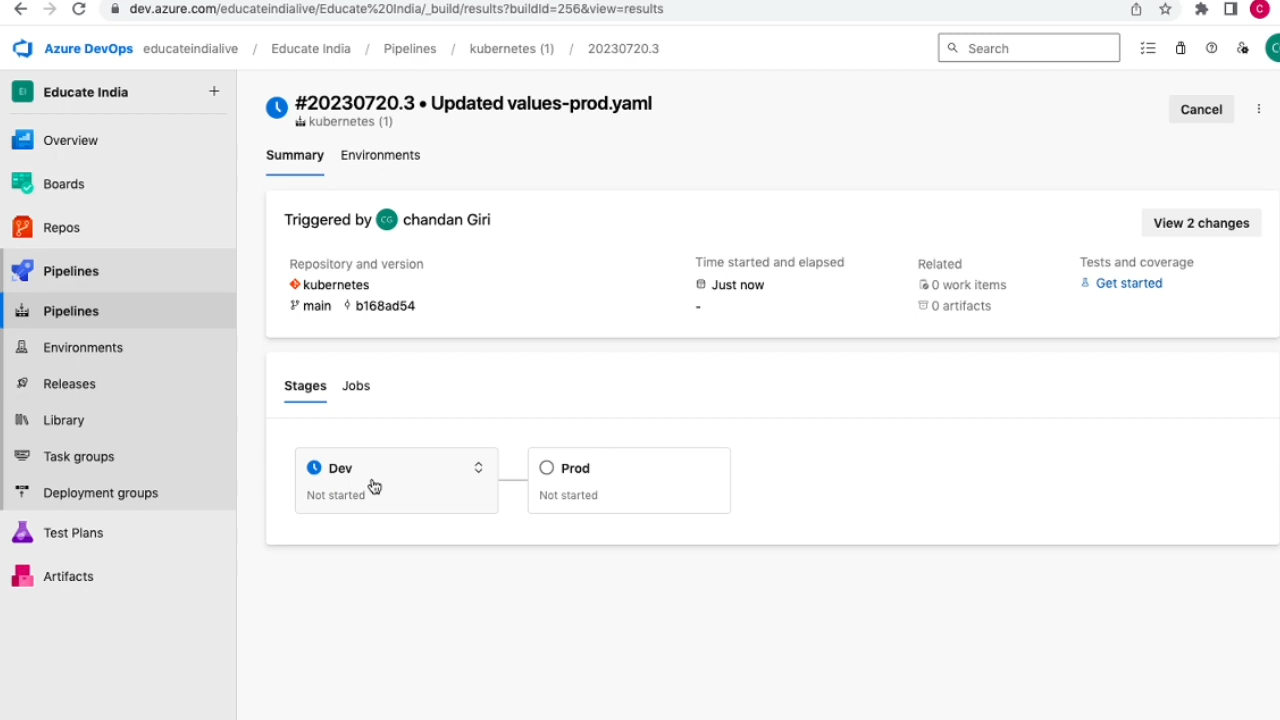 dev.azure.com/educateindialive/Educate%20India/_build/results?buildId=256&view=results
C
Azure DevOps educateindialive / Educate India / Pipelines / kubernetes (1) / 20230720.3
Search
EI Educate India +
Overview
Boards
Repos
Pipelines
Pipelines
Environments
Releases
Library
Task groups
Deployment groups
Test Plans
Artifacts
#20230720.3 • Updated values-prod.yaml
kubernetes (1)
Cancel
Summary Environments
Triggered by CG chandan Giri
View 2 changes
Repository and version
kubernetes
main b168ad54
Time started and elapsed
Just now
-
Related
0 work items
0 artifacts
Tests and coverage
Get started
Stages Jobs
Dev
Not started
Prod
Not started